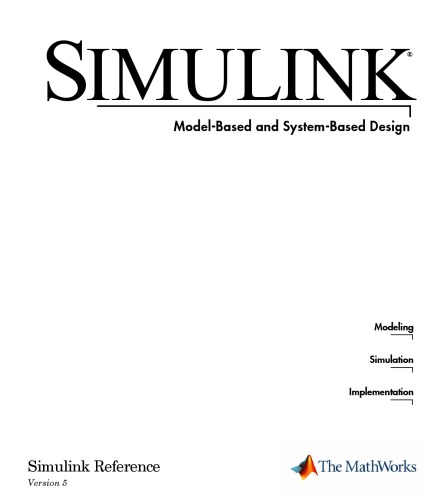 SIMULINK®
Model-Based and System-Based Design
Modeling
Simulation
Implementation
Simulink Reference
Version 5
The MathWorks